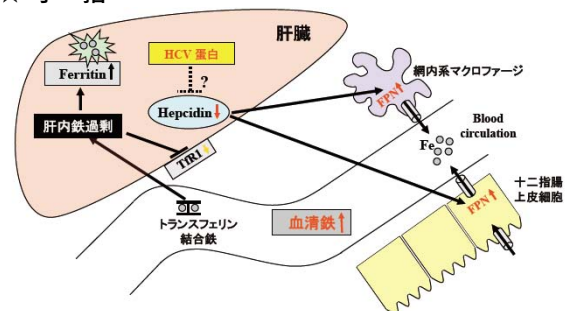 肝臓
HCV 蛋白
?
Ferritin↑
Hepcidin↓
肝内鉄過剰
TfR1↓
トランスフェリン
結合鉄
血清鉄↑
網内系マクロファージ
FPN↑
Blood
circulation
Fe
十二指腸
上皮細胞
FPN↑